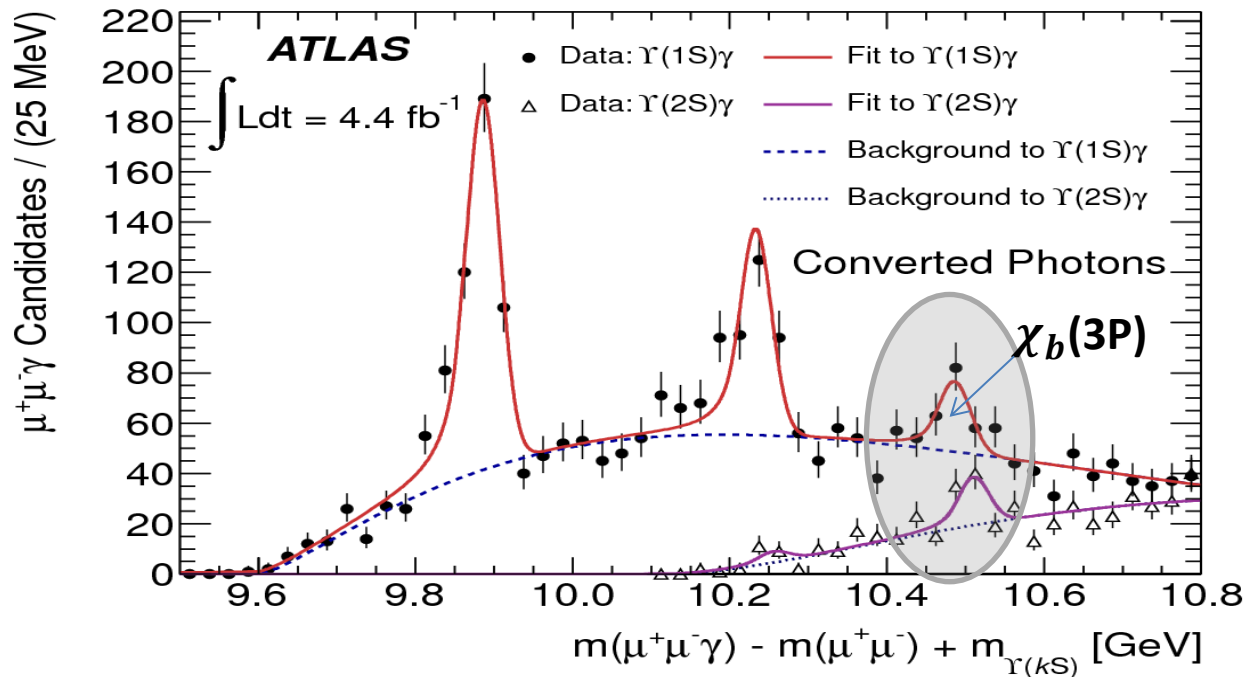 ATLAS
∫ Ldt = 4.4 fb⁻¹
Data: ϒ(1S)γ
Data: ϒ(2S)γ
Fit to ϒ(1S)γ
Fit to ϒ(2S)γ
Background to ϒ(1S)γ
Background to ϒ(2S)γ
Converted Photons
χb(3P)
μ⁺μ⁻γ Candidates / (25 MeV)
220
200
180
160
140
120
100
80
60
40
20
0
9.6 9.8 10.0 10.2 10.4 10.6 10.8
m(μ⁺μ⁻γ) - m(μ⁺μ⁻) + m ϒ(kS) [GeV]